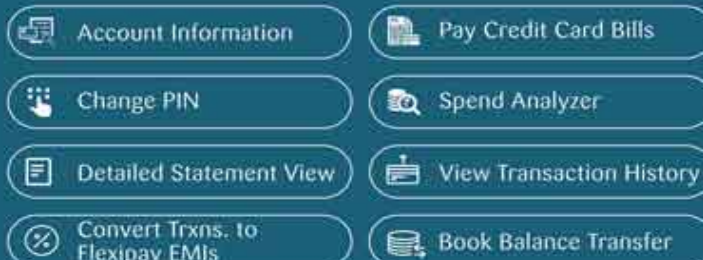 Account Information
Pay Credit Card Bills
Change PIN
Spend Analyzer
Detailed Statement View
View Transaction History
Convert Trxns. to
Flexipay EMIs
Book Balance Transfer